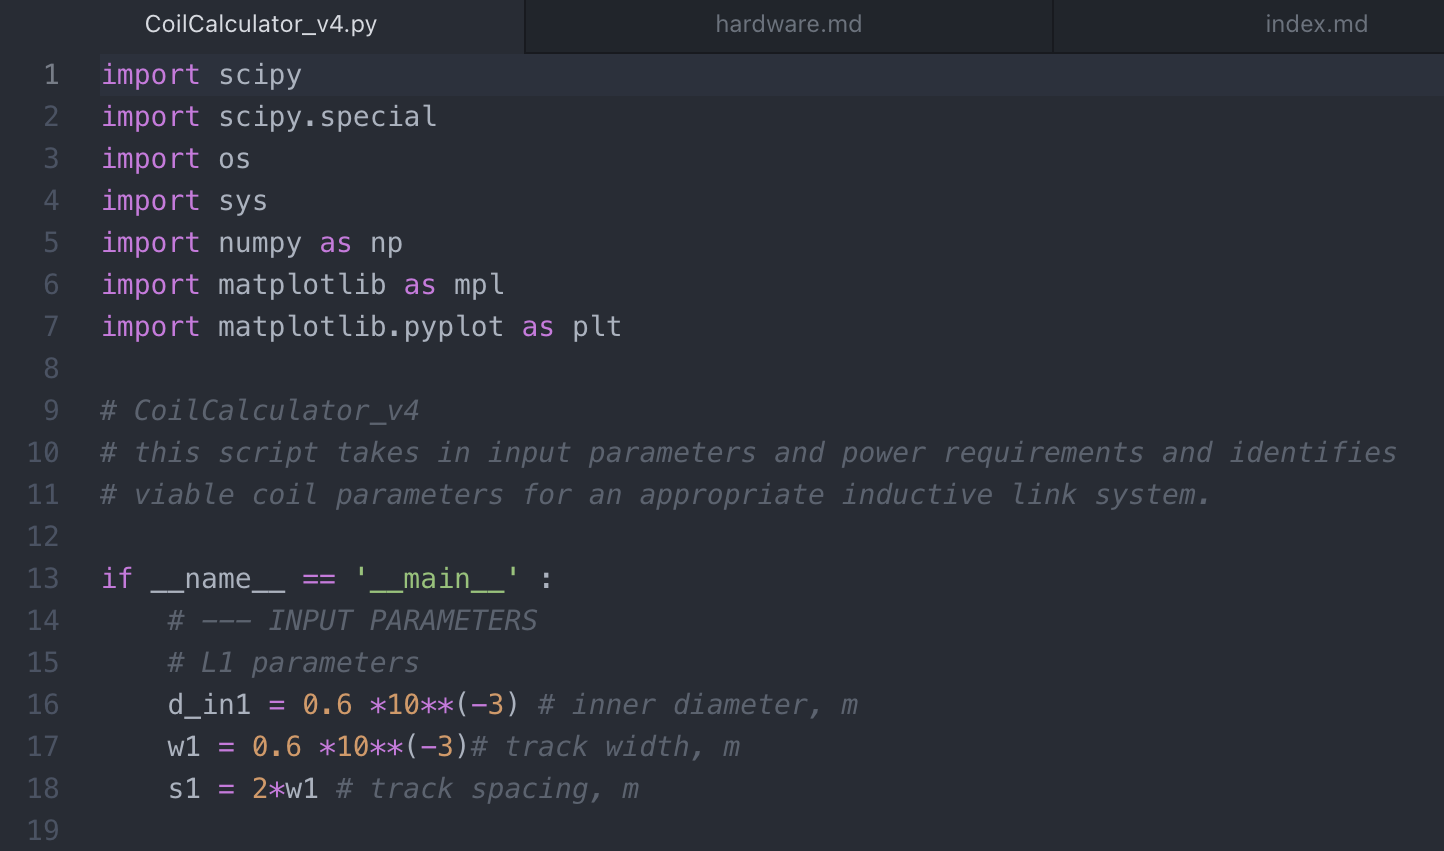 CoilCalculator_v4.py hardware.md index.md
1 import scipy
2 import scipy.special
3 import os
4 import sys
5 import numpy as np
6 import matplotlib as mpl
7 import matplotlib.pyplot as plt
8
9 # CoilCalculator_v4
10 # this script takes in input parameters and power requirements and identifies
11 # viable coil parameters for an appropriate inductive link system.
12
13 if __name__ == '__main__' :
14     # --- INPUT PARAMETERS
15     # L1 parameters
16     d_in1 = 0.6 *10**(-3) # inner diameter, m
17     w1 = 0.6 *10**(-3)# track width, m
18     s1 = 2*w1 # track spacing, m
19